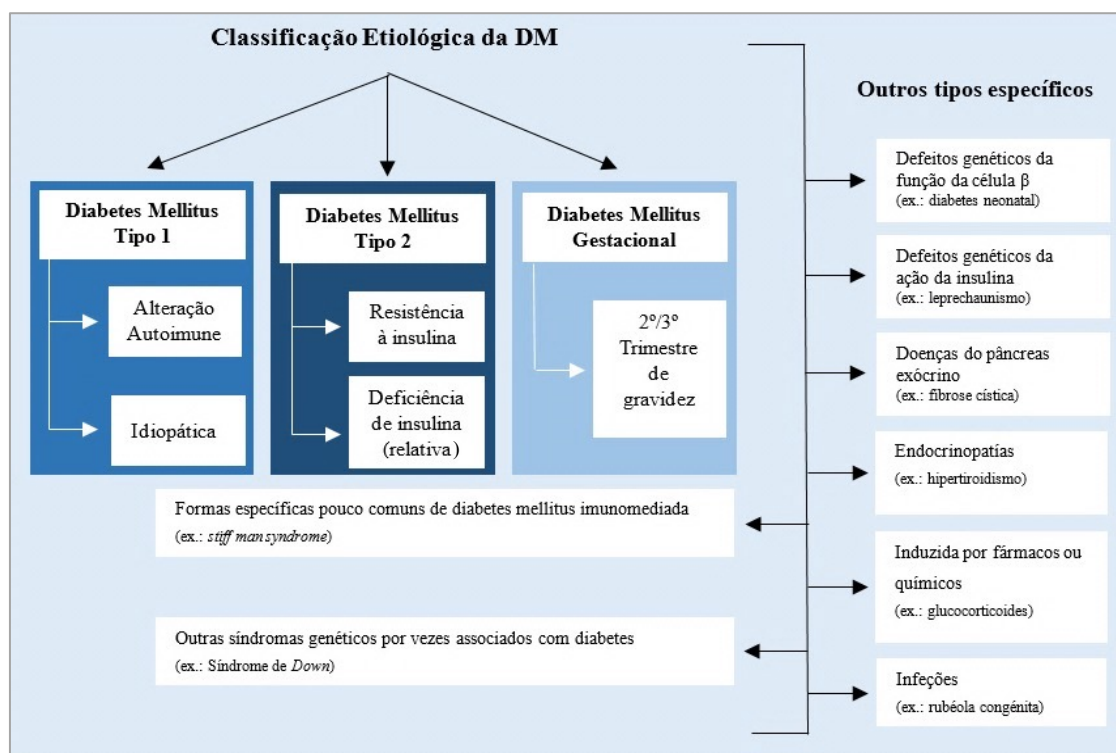 Classificação Etiológica da DM
Diabetes Mellitus
Tipo 1
Alteração
Autoimune
Idiopática
Diabetes Mellitus
Tipo 2
Resistência
à insulina
Deficiência
de insulina
(relativa)
Diabetes Mellitus
Gestacional
2º/3º
Trimestre
de
gravidez
Formas específicas pouco comuns de diabetes mellitus imunomediada
(ex.: stiff man syndrome)
Outras síndromas genéticos por vezes associados com diabetes
(ex.: Síndrome de Down)
Outros tipos específicos
Defeitos genéticos da
função da célula β
(ex.: diabetes neonatal)
Defeitos genéticos da
ação da insulina
(ex.: leprechaunismo)
Doenças do pâncreas
exócrino
(ex.: fibrose cística)
Endocrinopatías
(ex.: hipertiroidismo)
Induzida por fármacos ou
químicos
(ex.: glucocorticoides)
Infeções
(ex.: rubéola congénita)